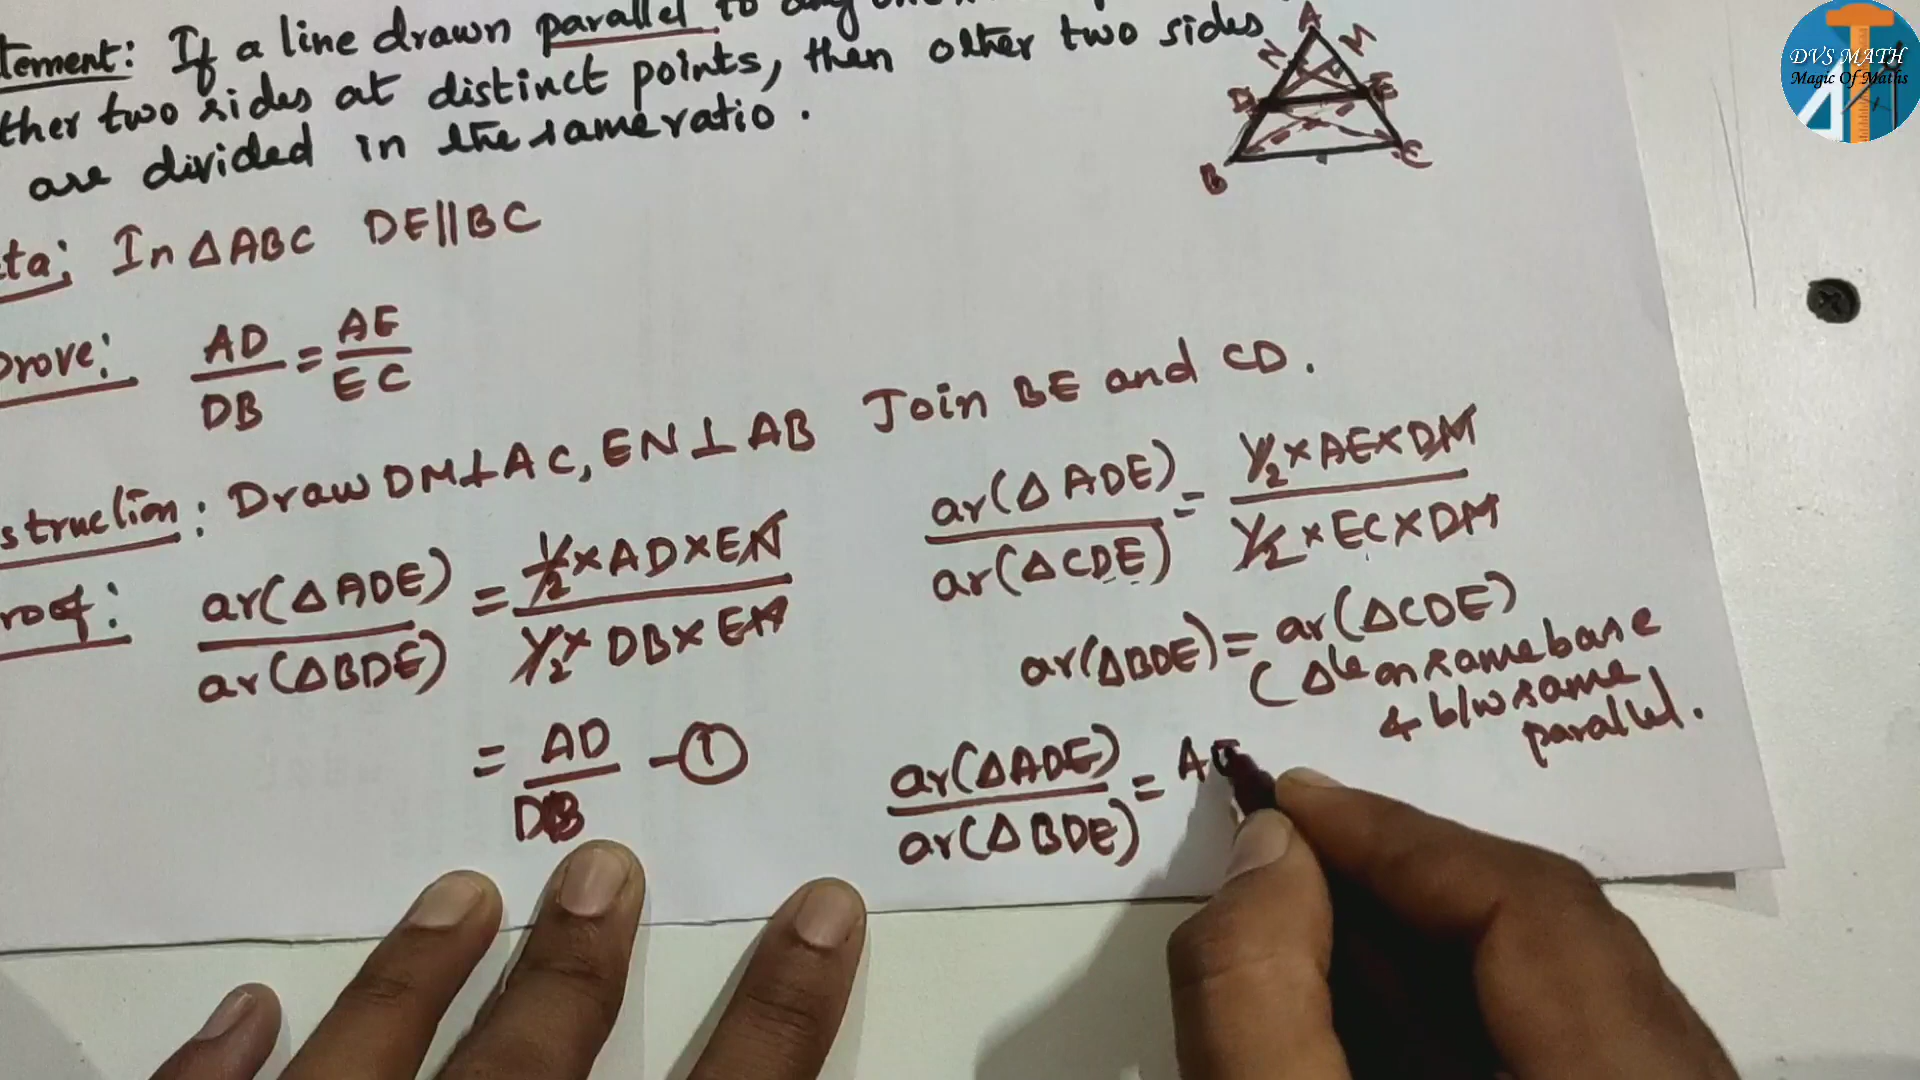 tement: If a line drawn parallel to any
ther two sides at distinct points, then other two sides
are divided in the same ratio.
ta; In ΔABC DE||BC
rove: AD/DB = AE/EC
struction: Draw DM⊥AC, EN⊥AB Join BE and CD.
roof: ar(ΔADE)/ar(ΔBDE) = ½×AD×EN / ½×DB×EN
= AD/DB -①
ar(ΔADE)/ar(ΔCDE) = ½×AE×DM / ½×EC×DM
ar(ΔBDE) = ar(ΔCDE)
(Δle on same base
& b/w same
parallel.
ar(ΔADE)/ar(ΔBDE) = AE
A
N M
D E
B C
DVS MATH
Magic Of Maths